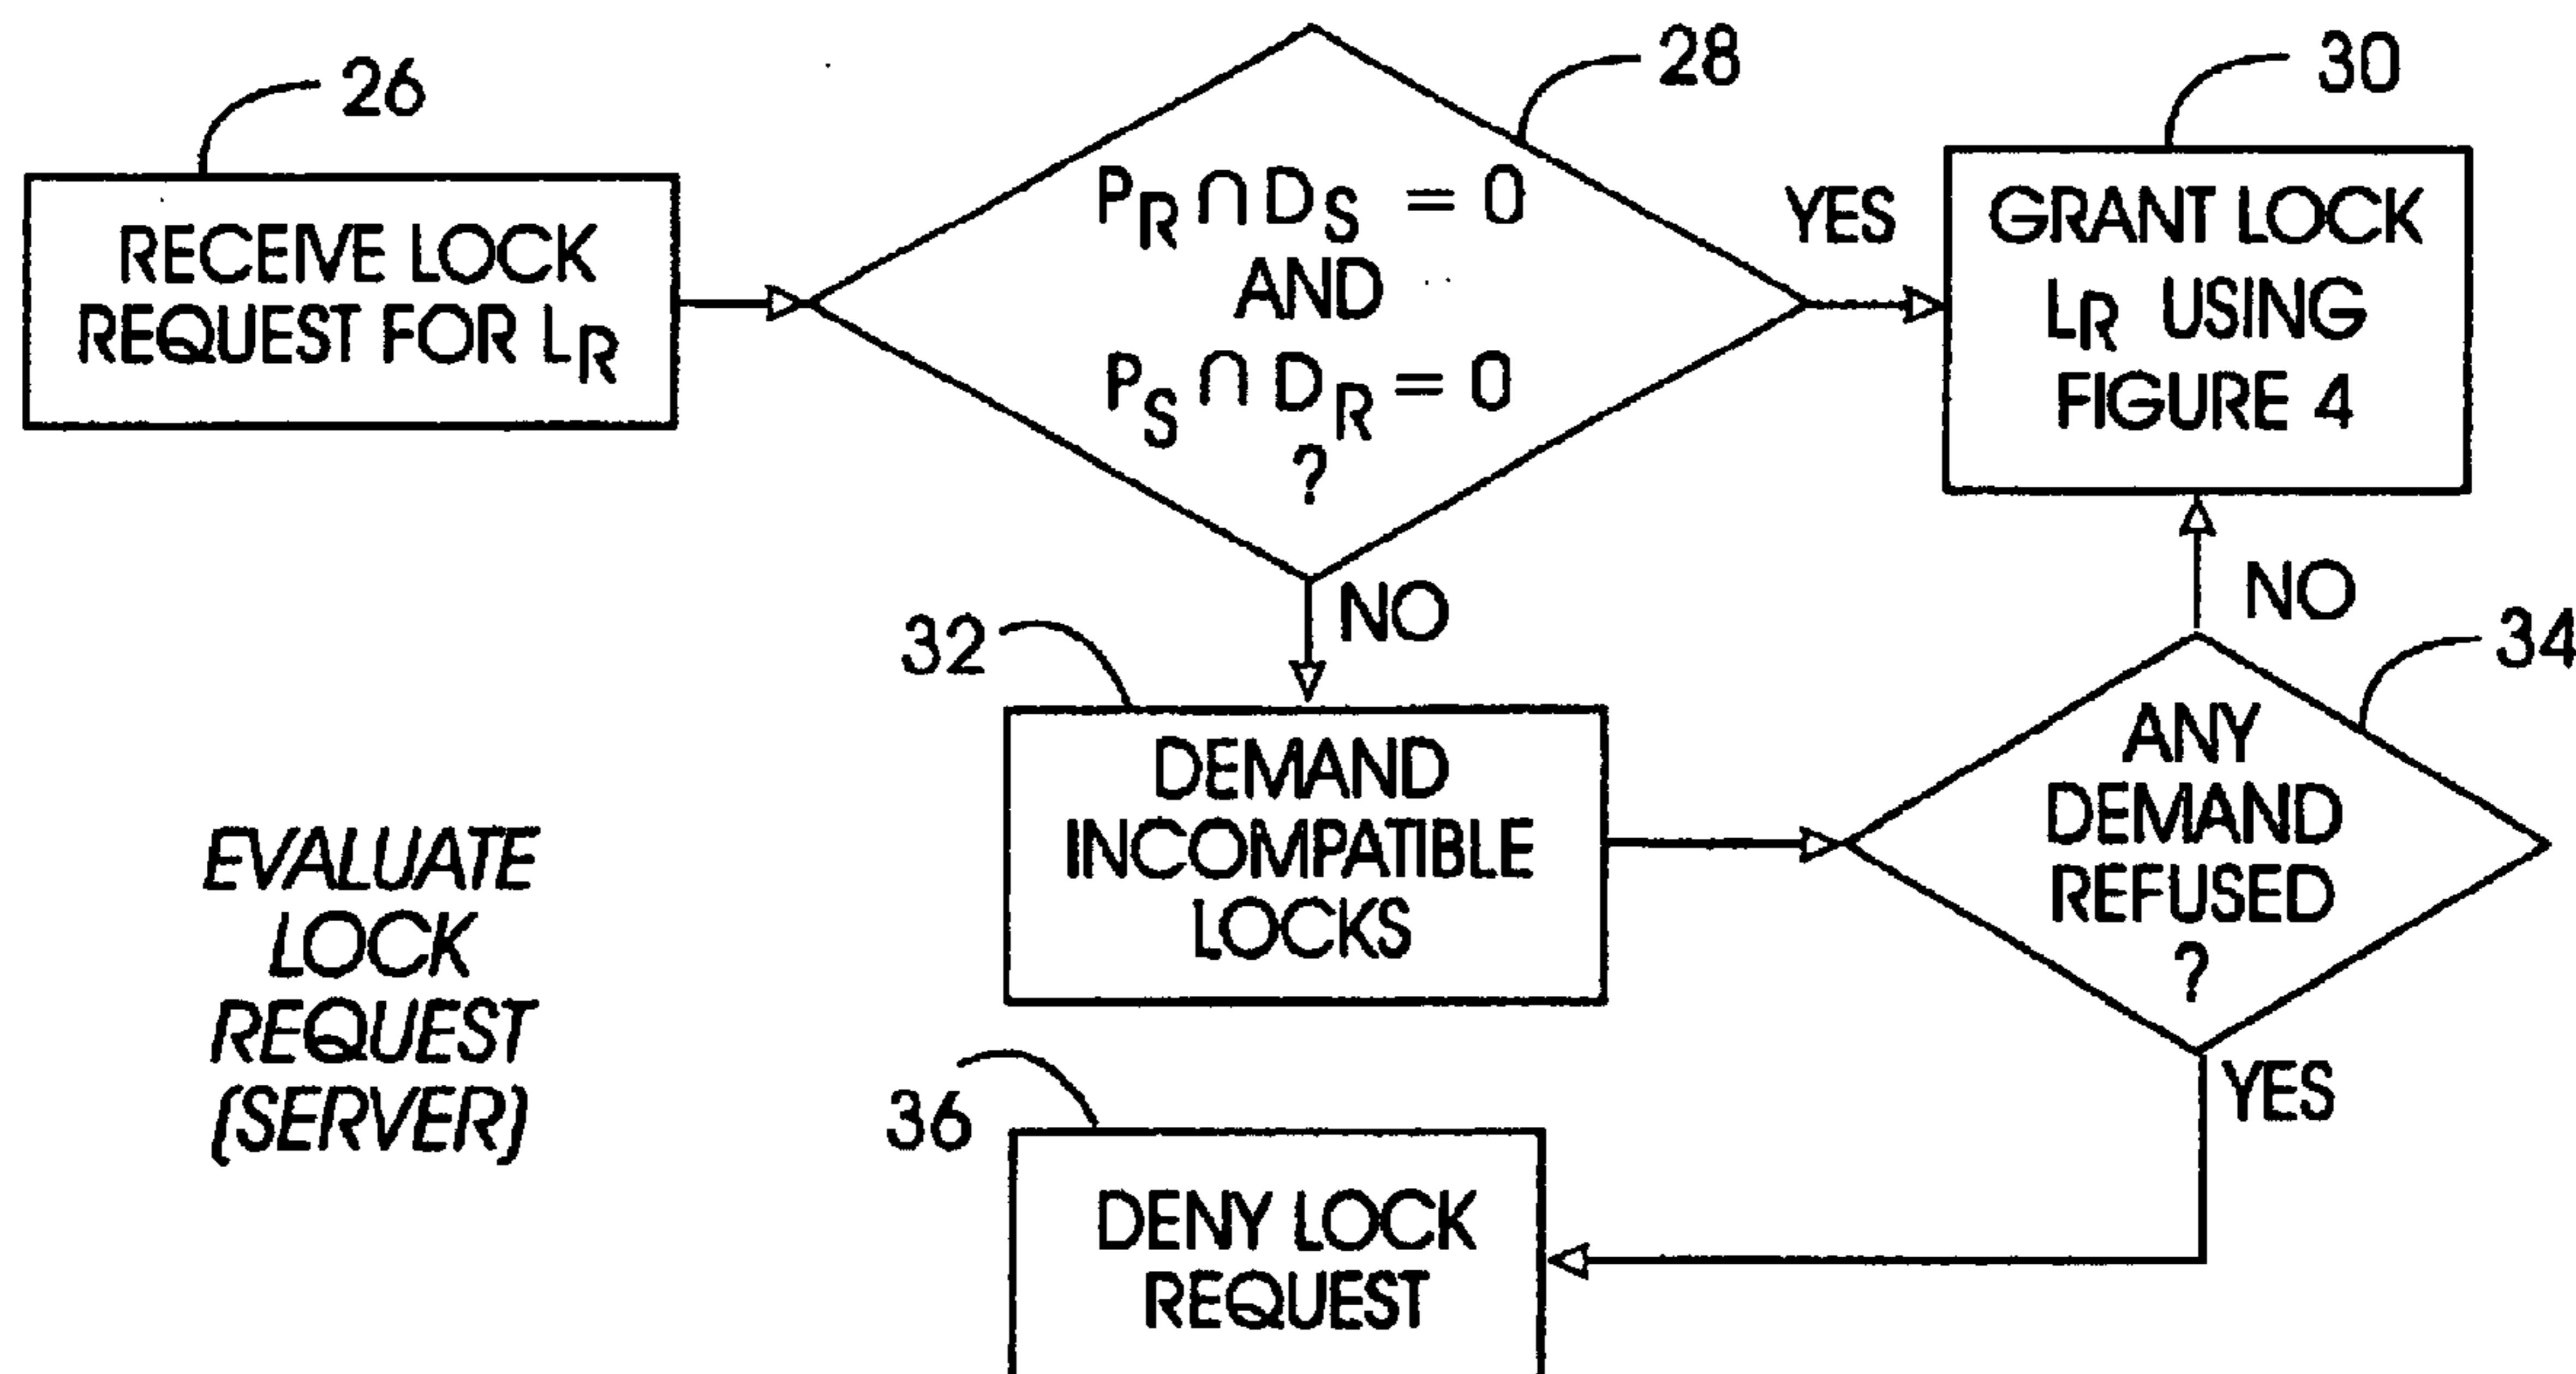 26
RECEIVE LOCK
REQUEST FOR LR
28
PR ∩ DS = 0
AND
PS ∩ DR = 0
?
YES
30
GRANT LOCK
LR USING
FIGURE 4
NO
32
DEMAND
INCOMPATIBLE
LOCKS
NO
34
ANY
DEMAND
REFUSED
?
YES
36
DENY LOCK
REQUEST
EVALUATE
LOCK
REQUEST
(SERVER)